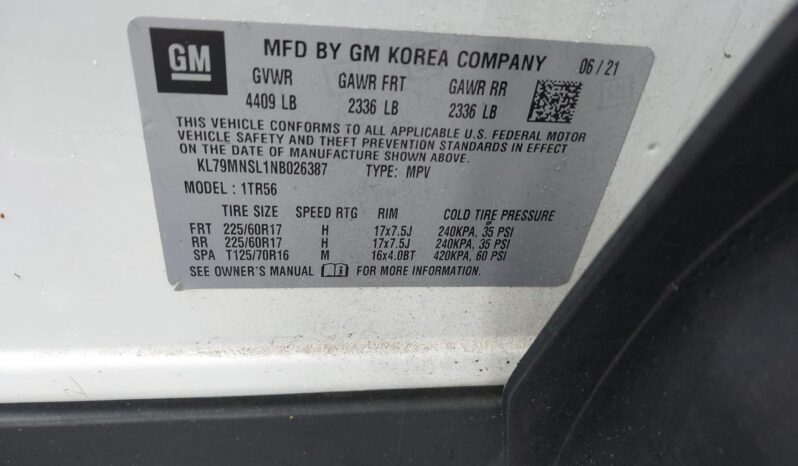 GM
MFD BY GM KOREA COMPANY 06/21
GVWR GAWR FRT GAWR RR
4409 LB 2336 LB 2336 LB
THIS VEHICLE CONFORMS TO ALL APPLICABLE U.S. FEDERAL MOTOR
VEHICLE SAFETY AND THEFT PREVENTION STANDARDS IN EFFECT
ON THE DATE OF MANUFACTURE SHOWN ABOVE.
KL79MNSL1NB026387 TYPE: MPV
MODEL : 1TR56
TIRE SIZE SPEED RTG RIM COLD TIRE PRESSURE
FRT 225/60R17 H 17x7.5J 240KPA, 35 PSI
RR 225/60R17 H 17x7.5J 240KPA, 35 PSI
SPA T125/70R16 M 16x4.0BT 420KPA, 60 PSI
SEE OWNER'S MANUAL FOR MORE INFORMATION.